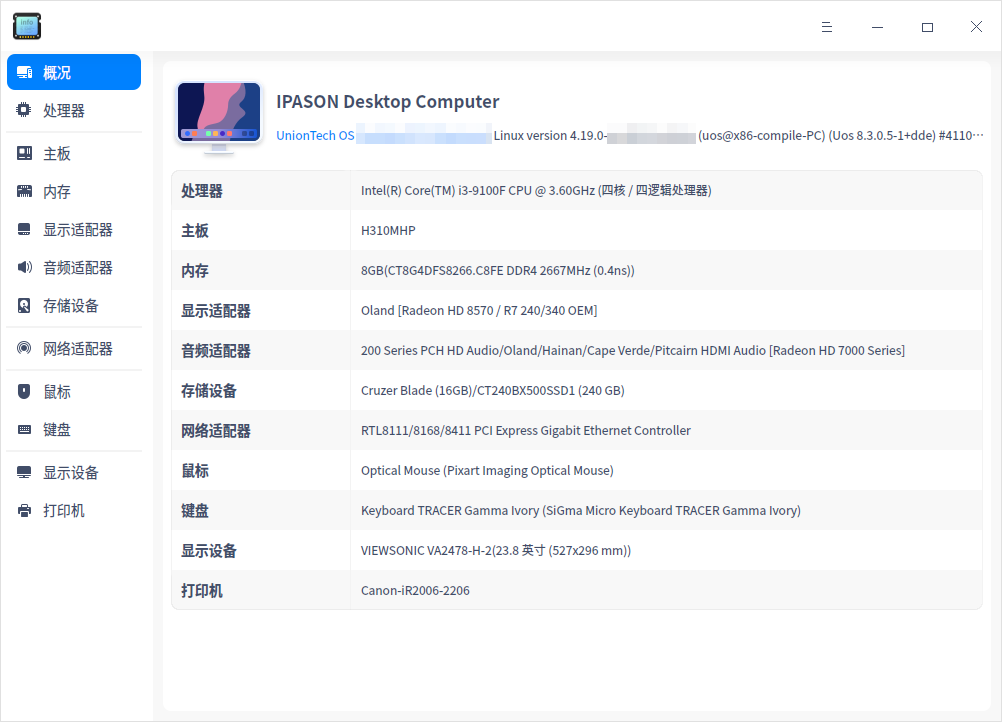 概况
处理器
主板
内存
显示适配器
音频适配器
存储设备
网络适配器
鼠标
键盘
显示设备
打印机
IPASON Desktop Computer
UnionTech OS Linux version 4.19.0- (uos@x86-compile-PC) (Uos 8.3.0.5-1+dde) #4110···
处理器 Intel(R) Core(TM) i3-9100F CPU @ 3.60GHz (四核 / 四逻辑处理器)
主板 H310MHP
内存 8GB(CT8G4DFS8266.C8FE DDR4 2667MHz (0.4ns))
显示适配器 Oland [Radeon HD 8570 / R7 240/340 OEM]
音频适配器 200 Series PCH HD Audio/Oland/Hainan/Cape Verde/Pitcairn HDMI Audio [Radeon HD 7000 Series]
存储设备 Cruzer Blade (16GB)/CT240BX500SSD1 (240 GB)
网络适配器 RTL8111/8168/8411 PCI Express Gigabit Ethernet Controller
鼠标 Optical Mouse (Pixart Imaging Optical Mouse)
键盘 Keyboard TRACER Gamma Ivory (SiGma Micro Keyboard TRACER Gamma Ivory)
显示设备 VIEWSONIC VA2478-H-2(23.8 英寸 (527x296 mm))
打印机 Canon-iR2006-2206